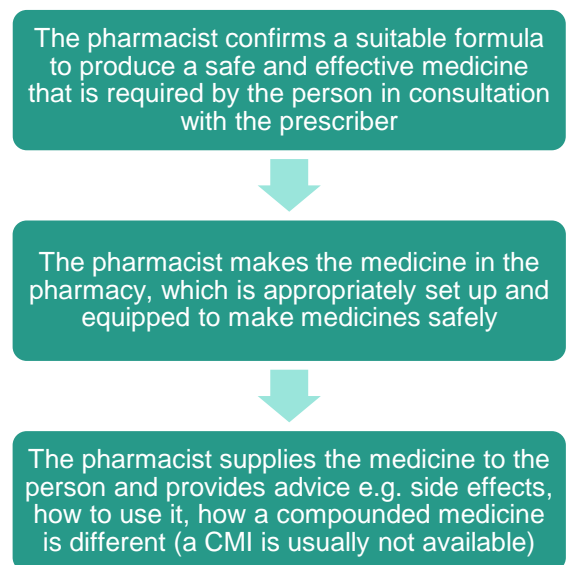 The pharmacist confirms a suitable formula
to produce a safe and effective medicine
that is required by the person in consultation
with the prescriber
The pharmacist makes the medicine in the
pharmacy, which is appropriately set up and
equipped to make medicines safely
The pharmacist supplies the medicine to the
person and provides advice e.g. side effects,
how to use it, how a compounded medicine
is different (a CMI is usually not available)